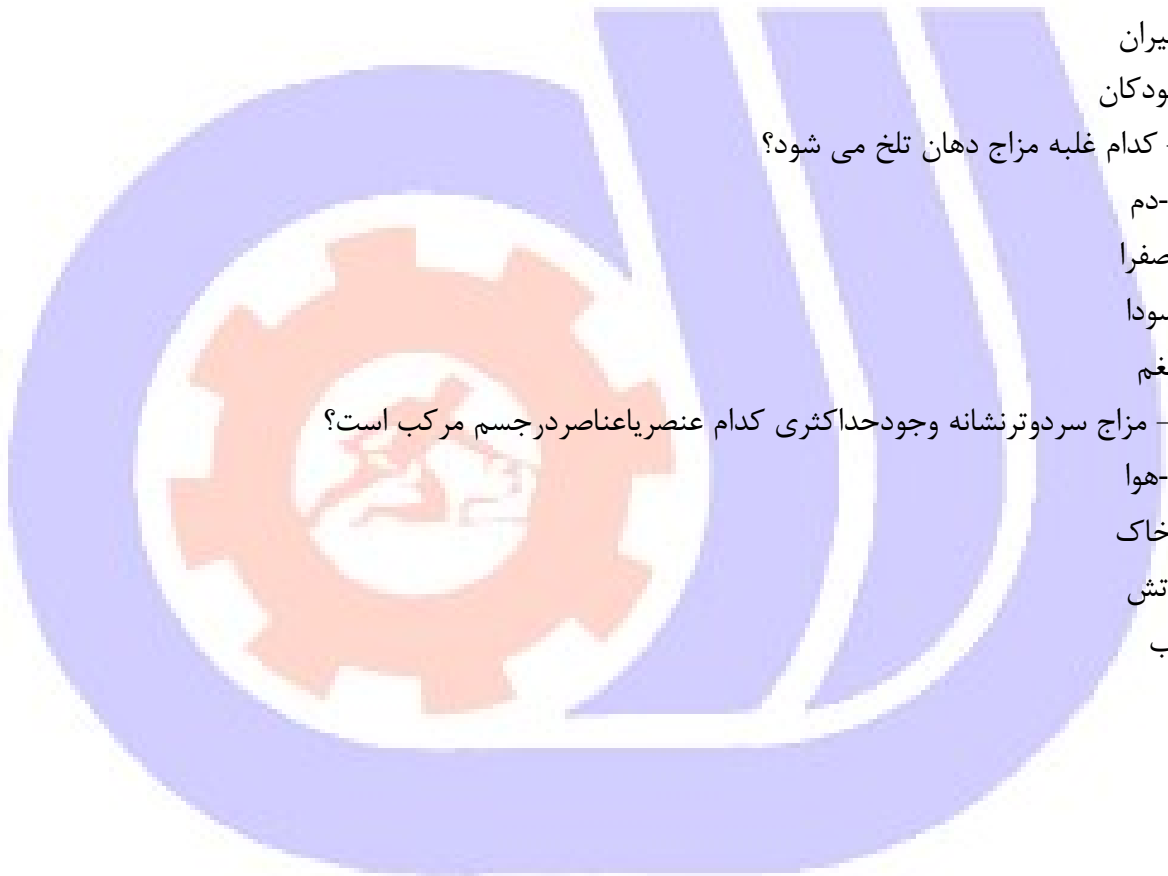 یران
ودکان
- کدام غلبه مزاج دهان تلخ می شود؟
-دم
صفرا
سودا
لغم
– مزاج سردوترنشانه وجودحداکثری کدام عنصریاعناصردرجسم مرکب است؟
-هوا
خاک
تش
ب